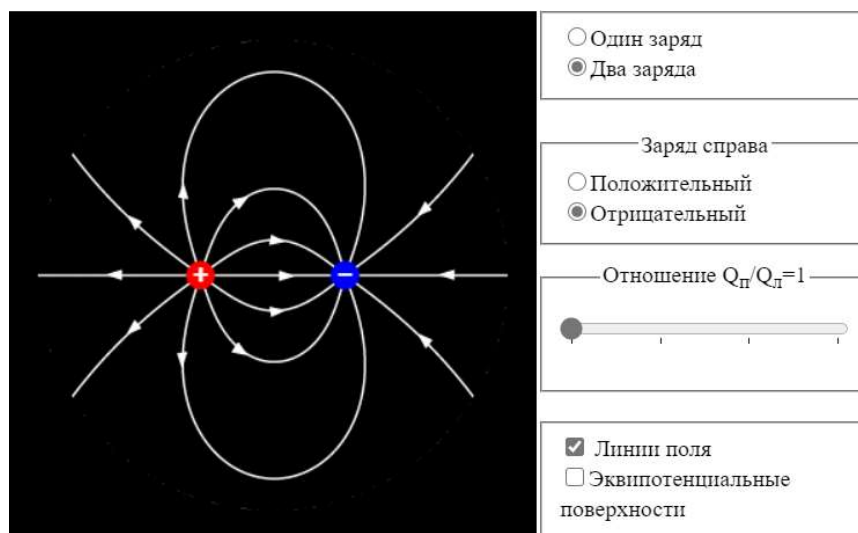 Один заряд
Два заряда
Заряд справа
Положительный
Отрицательный
Отношение Qп/Qл=1
+
−
Линии поля
Эквипотенциальные
поверхности